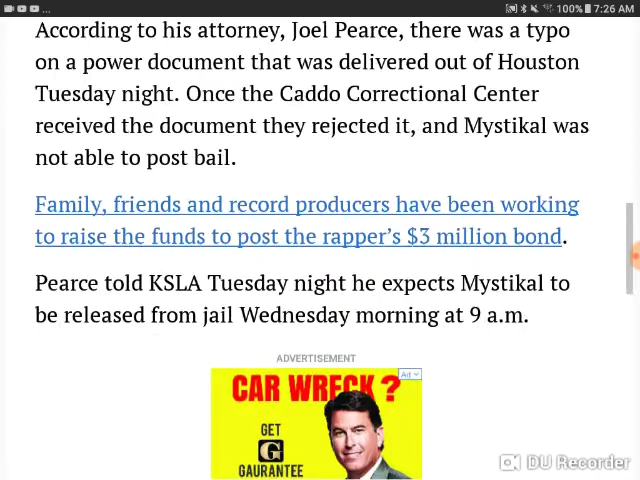 ... 100% 7:26 AM
According to his attorney, Joel Pearce, there was a typo
on a power document that was delivered out of Houston
Tuesday night. Once the Caddo Correctional Center
received the document they rejected it, and Mystikal was
not able to post bail.
Family, friends and record producers have been working
to raise the funds to post the rapper's $3 million bond.
Pearce told KSLA Tuesday night he expects Mystikal to
be released from jail Wednesday morning at 9 a.m.
ADVERTISEMENT
Ad
CAR WRECK?
GET
G
GAURANTEE
DU Recorder